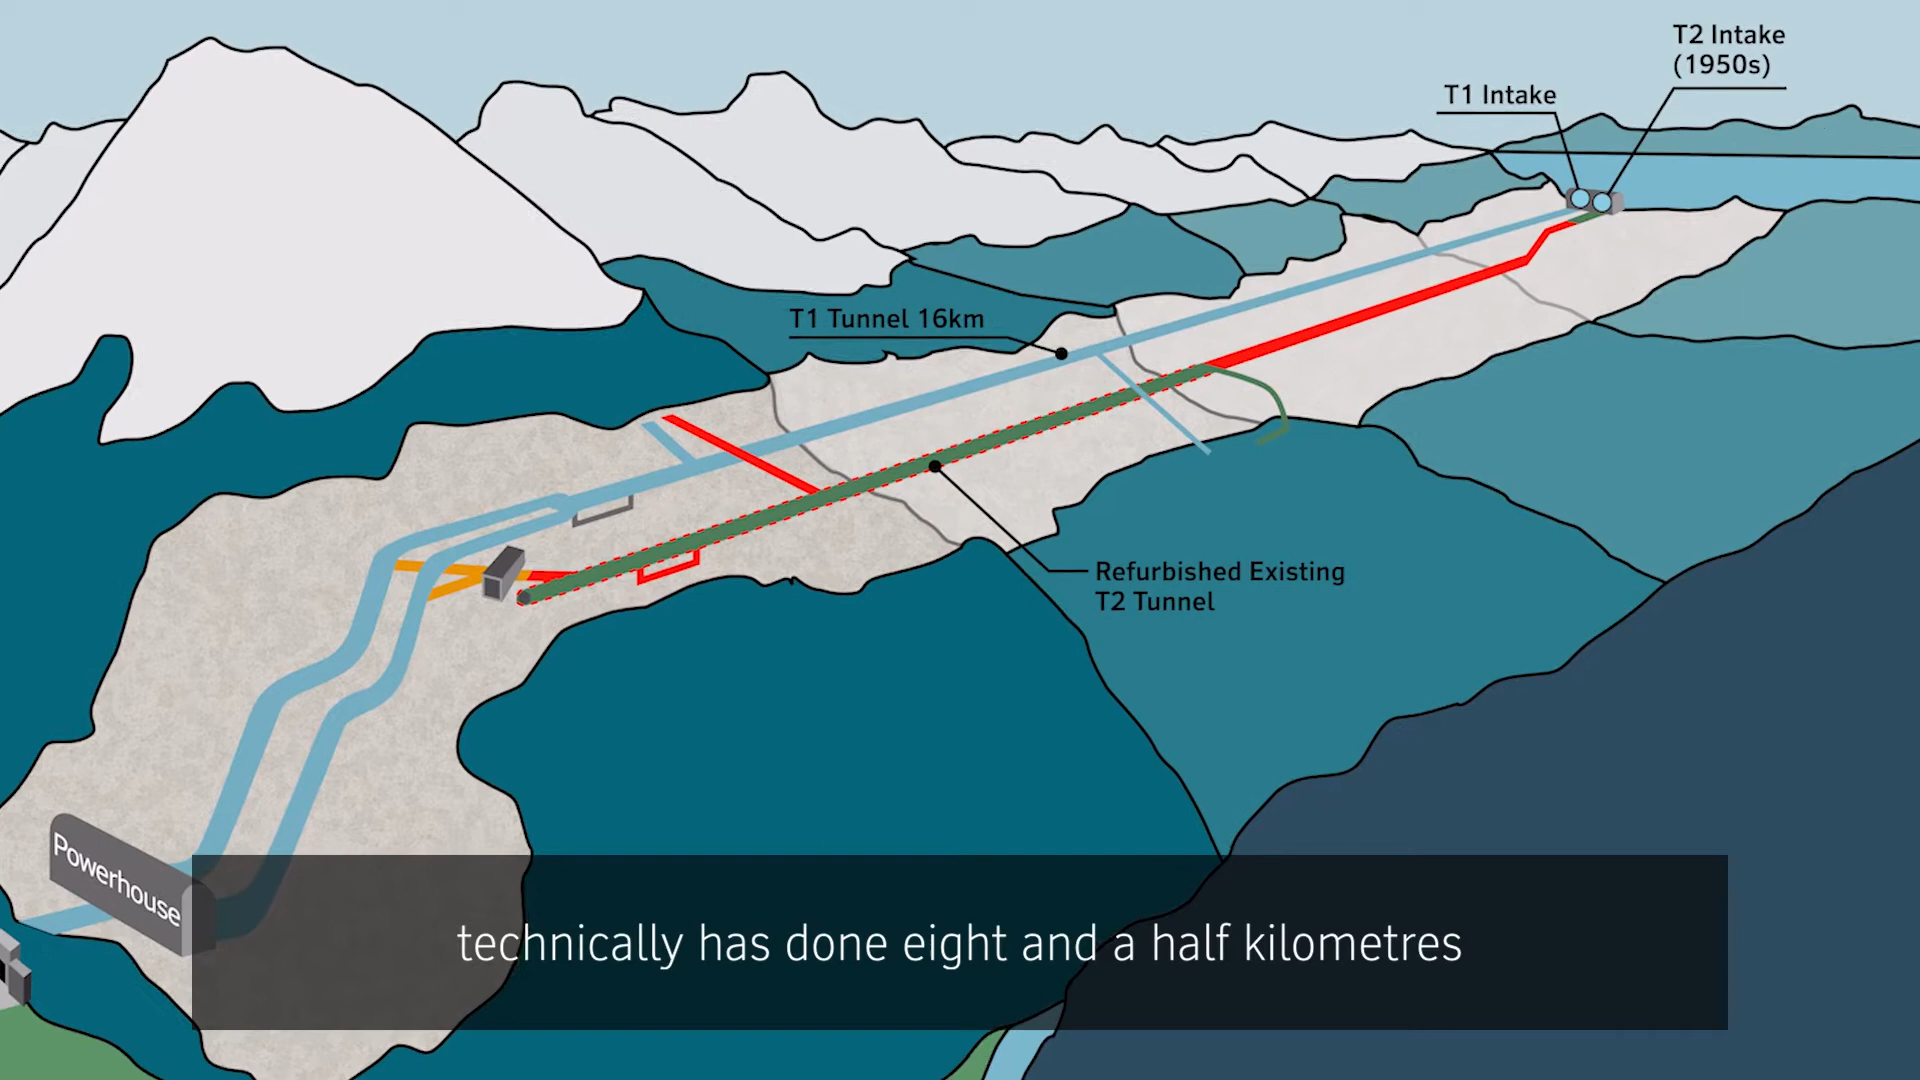 T2 Intake
(1950s)
T1 Intake
T1 Tunnel 16km
Refurbished Existing
T2 Tunnel
Powerhouse
technically has done eight and a half kilometres